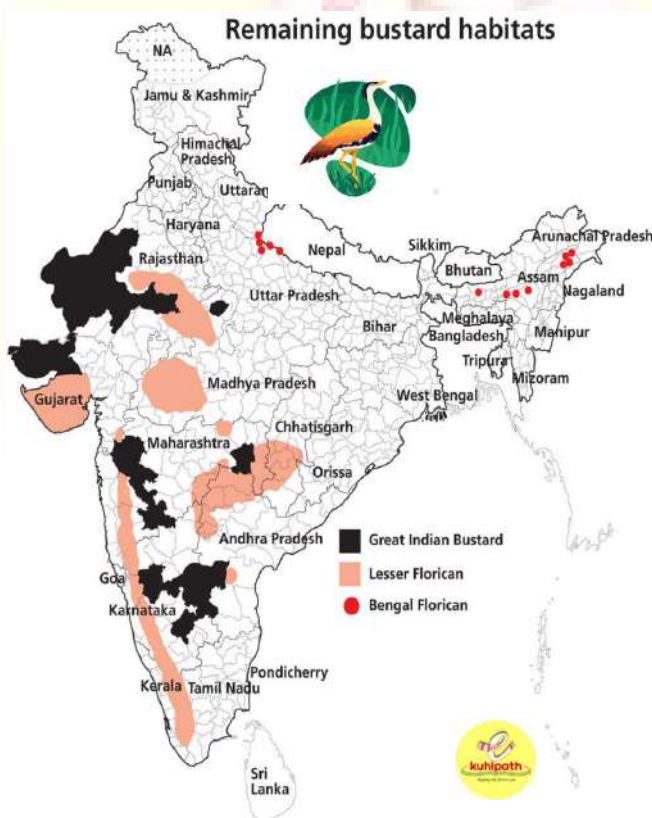 Remaining bustard habitats
NA
Jamu & Kashmir
Himachal
Pradesh
Punjab
Uttaran
Haryana
Nepal
Sikkim
Arunachal Pradesh
Rajasthan
Bhutan
Assam
Nagaland
Uttar Pradesh
Meghalaya
Bihar
Bangladesh
Manipur
Tripura
Mizoram
Madhya Pradesh
Gujarat
West Bengal
Chhatisgarh
Maharashtra
Orissa
Andhra Pradesh
Great Indian Bustard
Lesser Florican
Bengal Florican
Goa
Karnataka
Pondicherry
Kerala
Tamil Nadu
kuhipath
Sri
Lanka